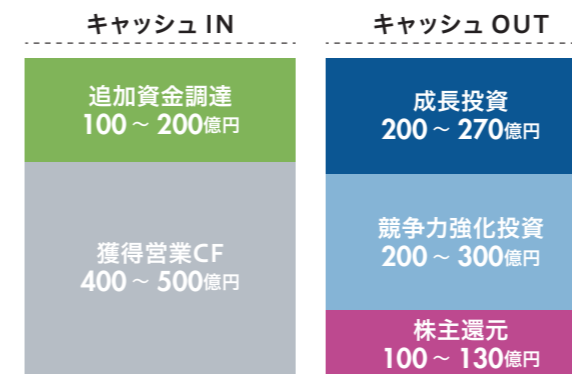 キャッシュ IN
追加資金調達
100 ~ 200億円
獲得営業CF
400 ~ 500億円
キャッシュ OUT
成長投資
200 ~ 270億円
競争力強化投資
200 ~ 300億円
株主還元
100 ~ 130億円